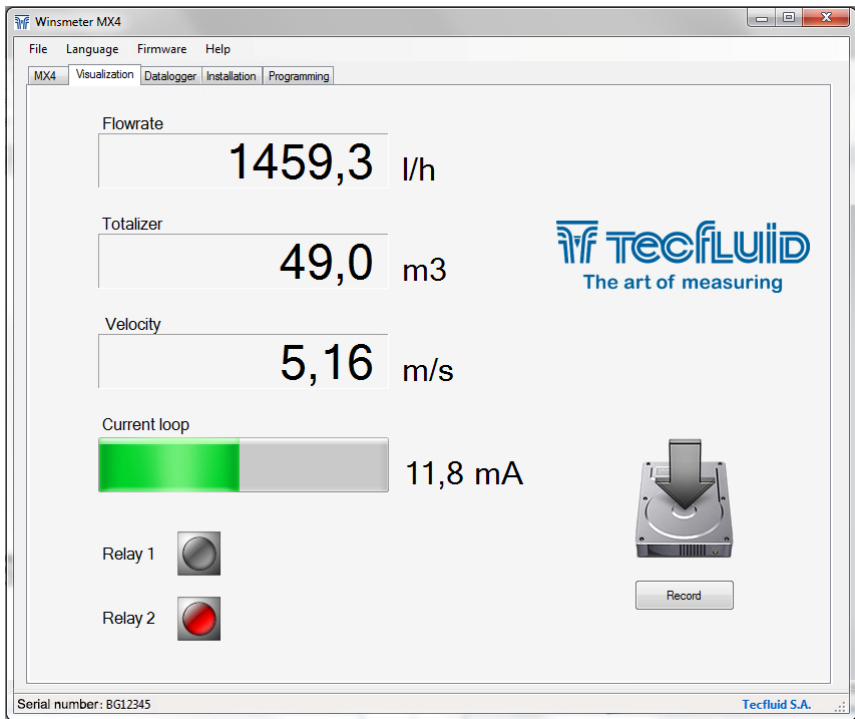 Winsmeter MX4
File Language Firmware Help
MX4 Visualization Datalogger Installation Programming
Flowrate
1459,3 l/h
Totalizer
49,0 m3
Tecfluid
The art of measuring
Velocity
5,16 m/s
Current loop
11,8 mA
Relay 1
Relay 2
Record
Serial number: BG12345 Tecfluid S.A.